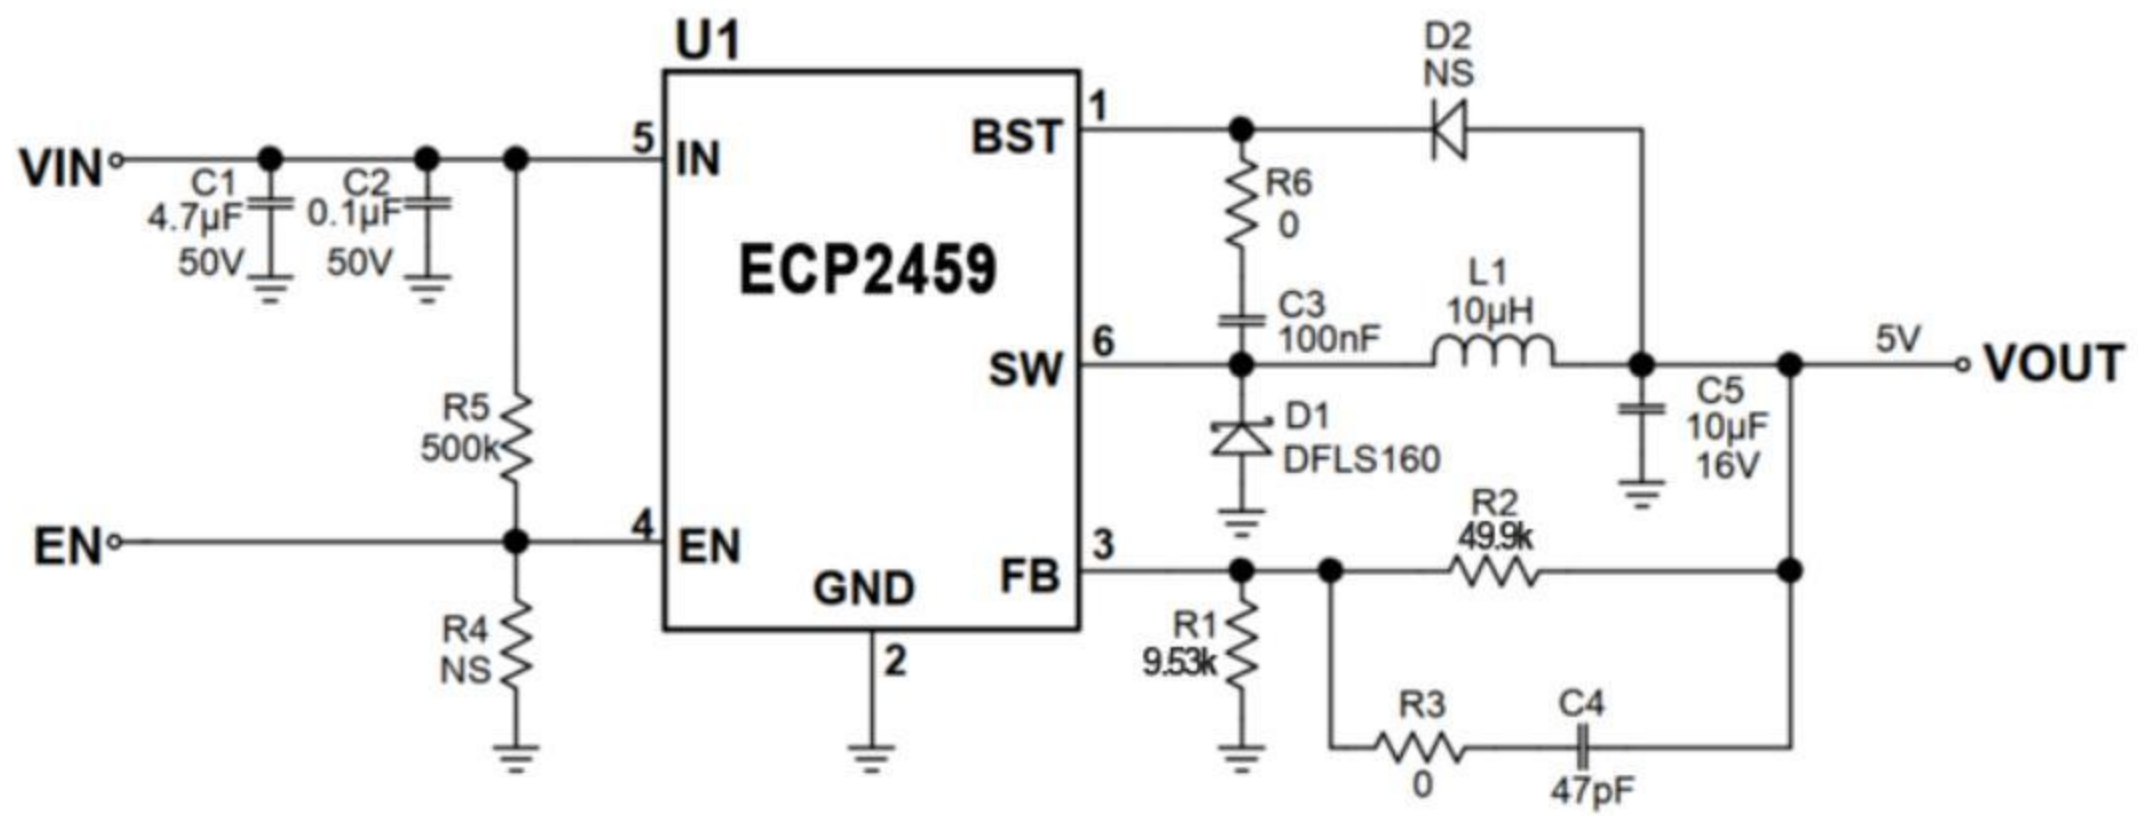 U1
D2
NS
1
BST
5
IN
VIN
C1
4.7µF
50V
C2
0.1µF
50V
R6
0
ECP2459
L1
10µH
C3
100nF
6
SW
5V
VOUT
D1
DFLS160
C5
10µF
16V
R5
500k
R2
49.9k
EN
4
EN
3
FB
GND
2
R1
9.53k
R4
NS
R3
0
C4
47pF